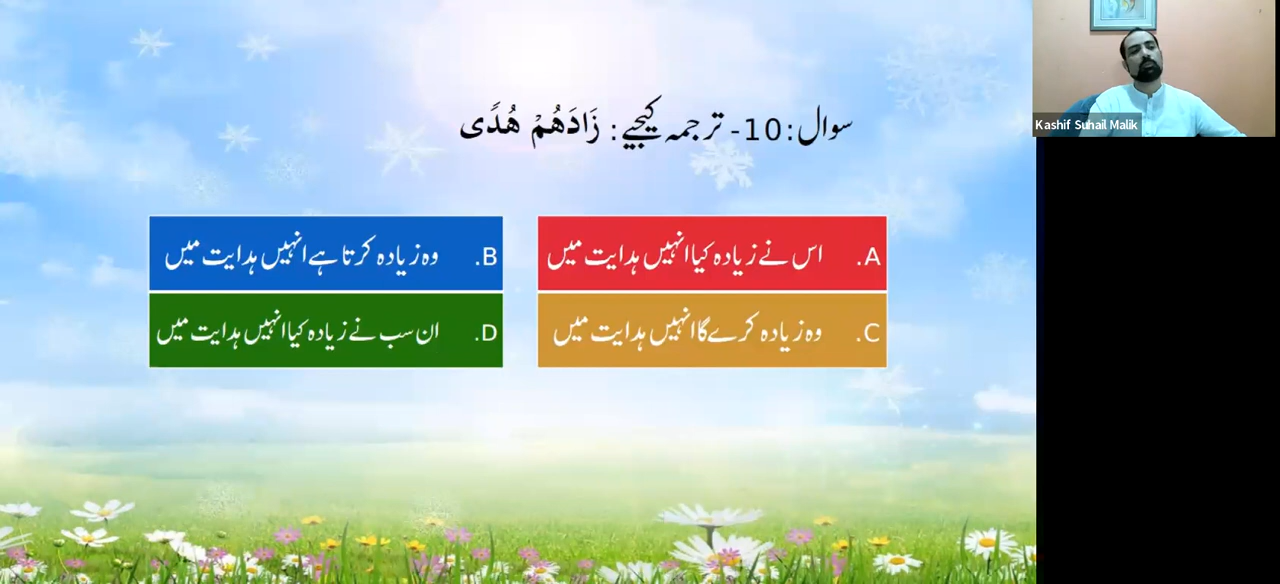 سوال:10- ترجمہ کیجیے: زَادَهُمْ هُدًى
A. اس نے زیادہ کیا انہیں ہدایت میں
B. وہ زیادہ کرتا ہے انہیں ہدایت میں
C. وہ زیادہ کرے گا انہیں ہدایت میں
D. ان سب نے زیادہ کیا انہیں ہدایت میں
Kashif Suhail Malik